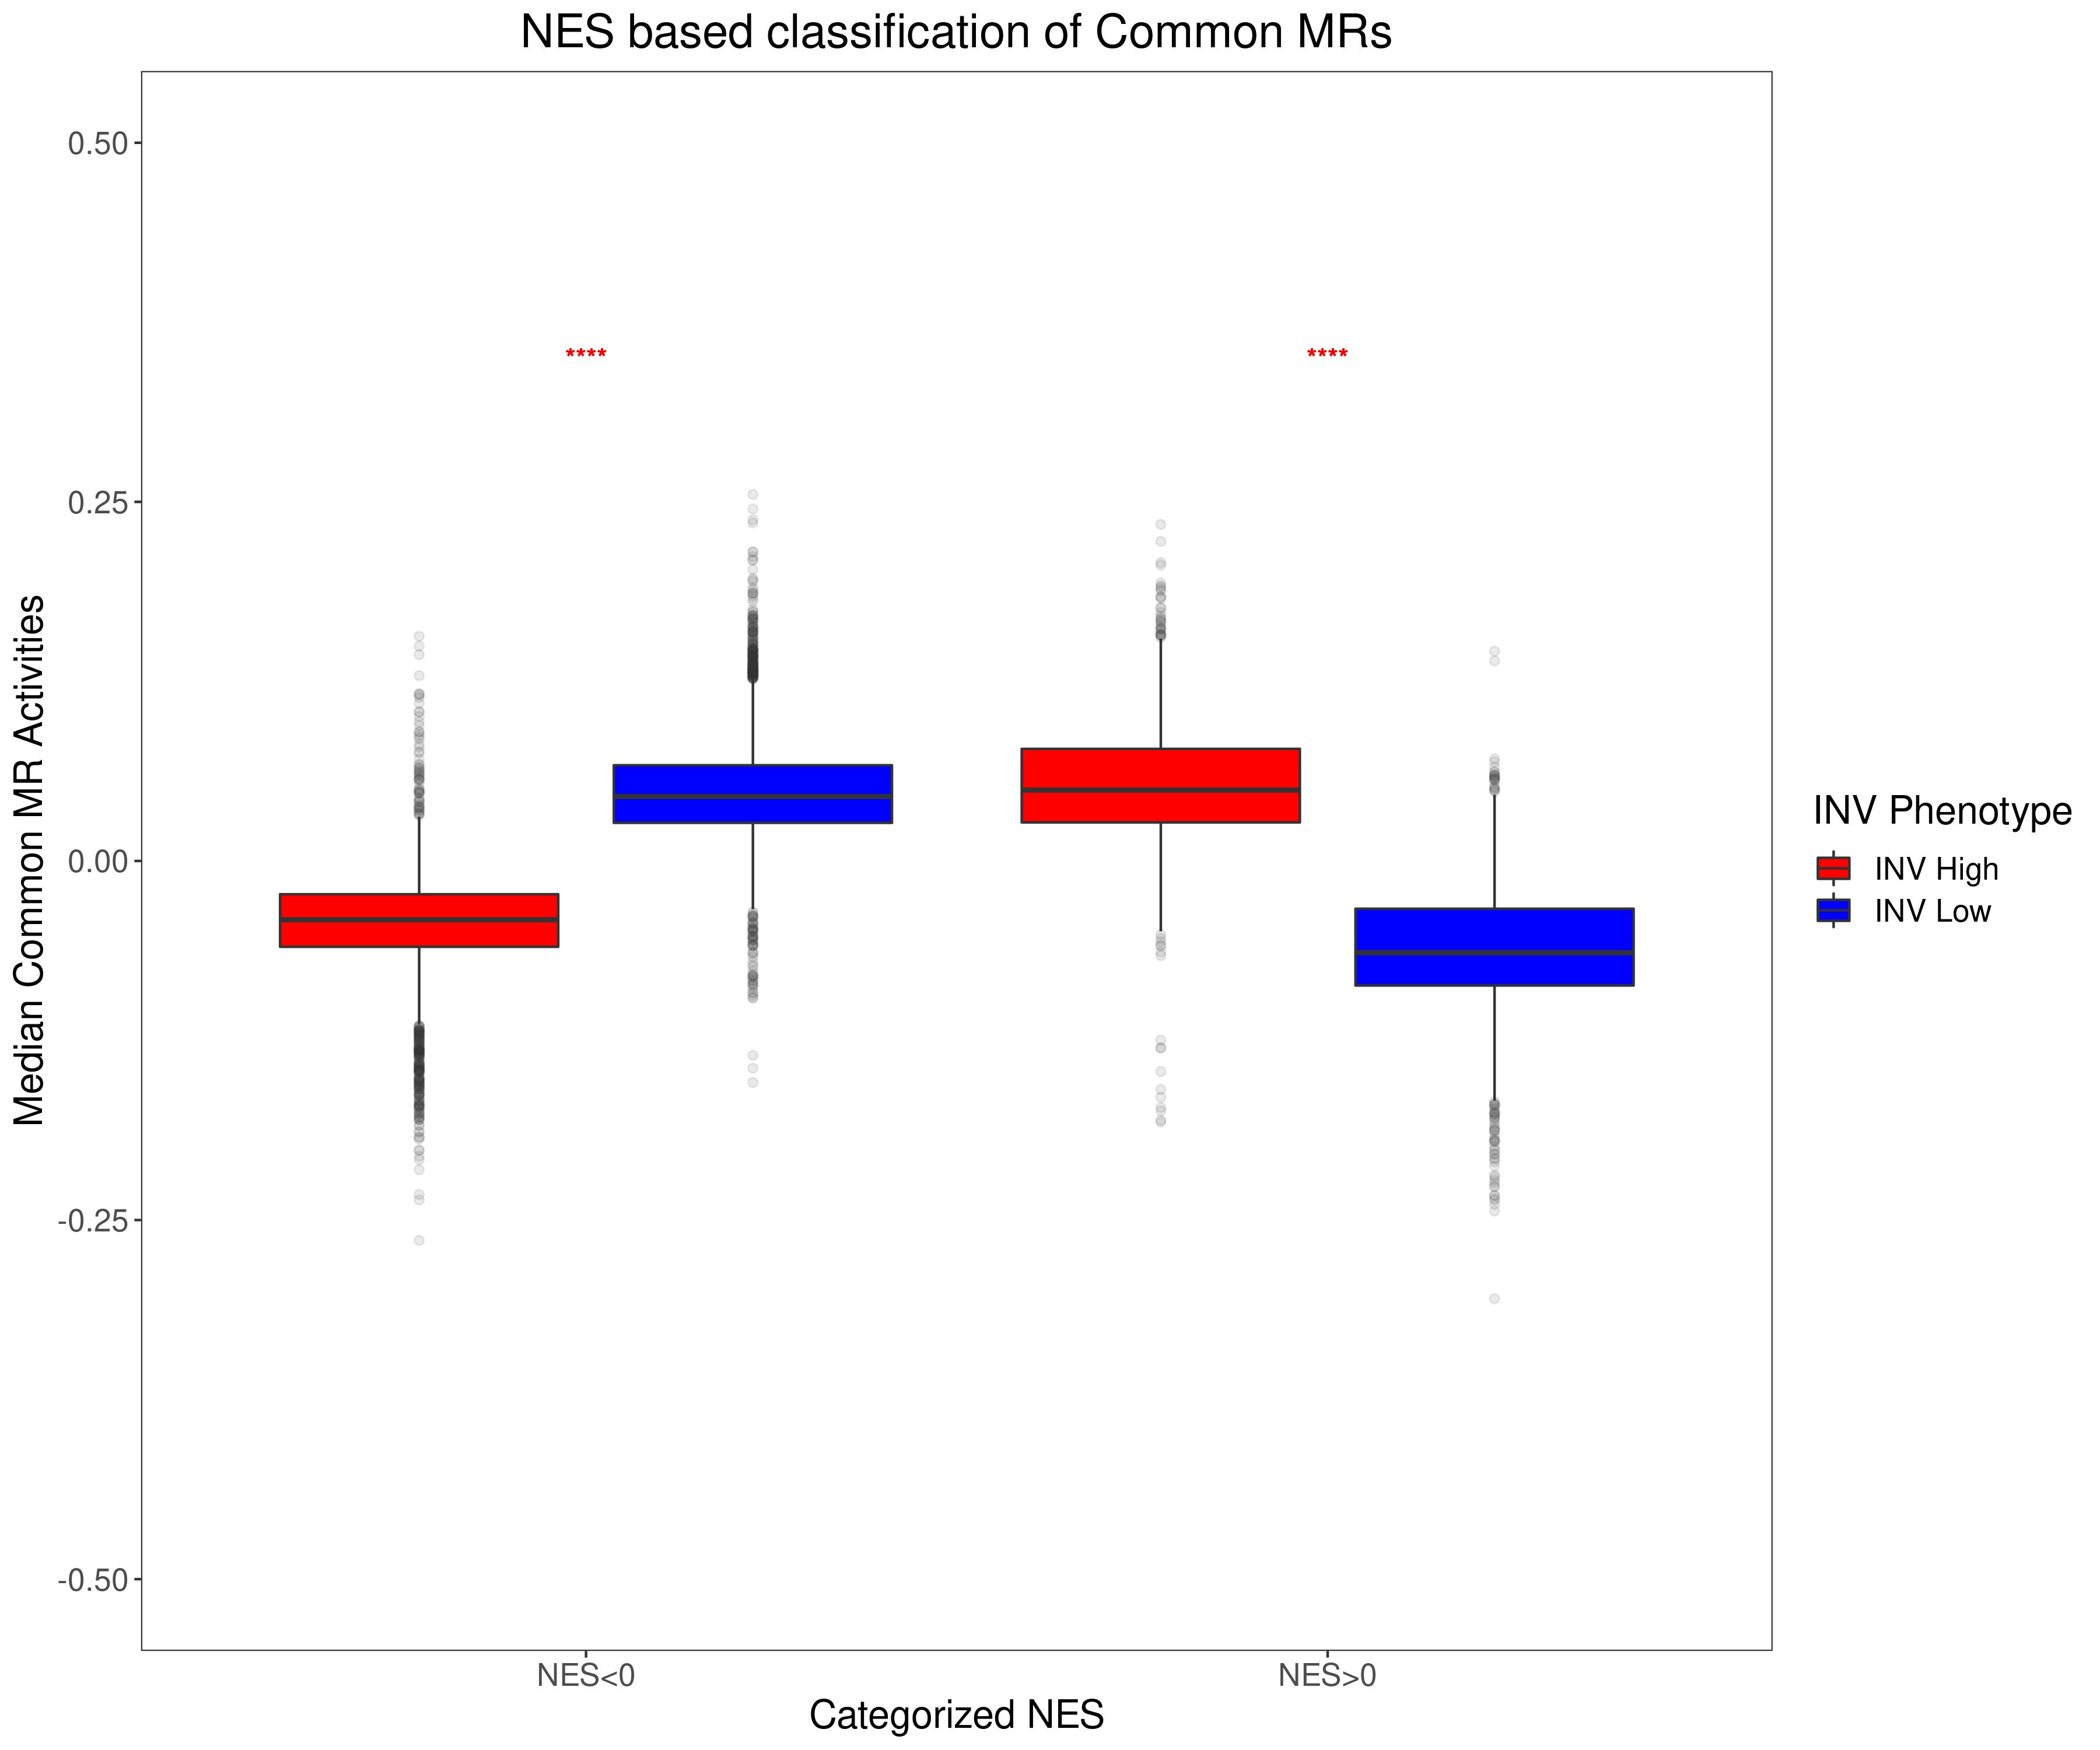 NES based classification of Common MRs
Median Common MR Activities
0.50
0.25
0.00
-0.25
-0.50
****
****
NES<0
NES>0
Categorized NES
INV Phenotype
INV High
INV Low